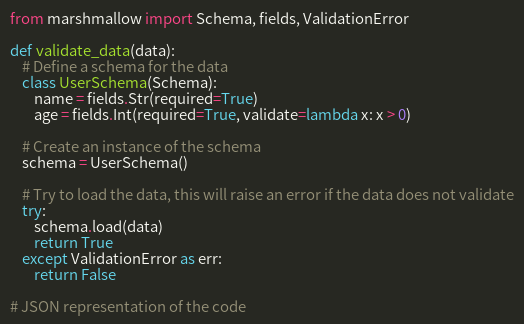 from marshmallow import Schema, fields, ValidationError
def validate_data(data):
# Define a schema for the data
class UserSchema(Schema):
name = fields.Str(required=True)
age = fields.Int(required=True, validate=lambda x: x > 0)
# Create an instance of the schema
schema = UserSchema()
# Try to load the data, this will raise an error if the data does not validate
try:
schema.load(data)
return True
except ValidationError as err:
return False
# JSON representation of the code